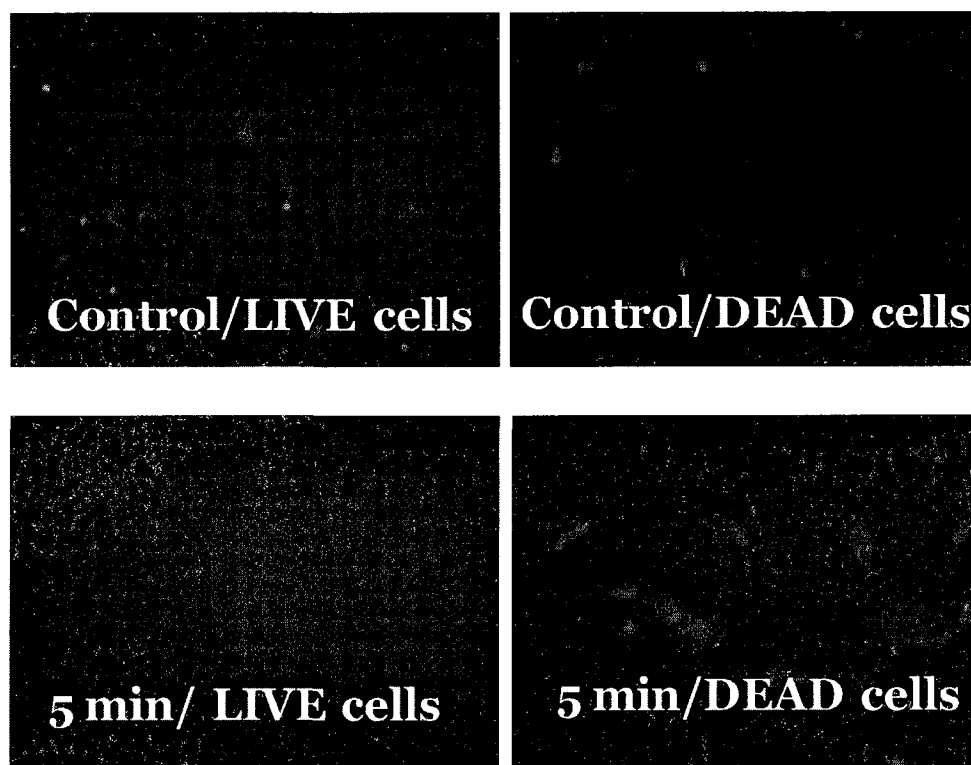 Control/LIVE cells
Control/DEAD cells
5 min/ LIVE cells
5 min/DEAD cells